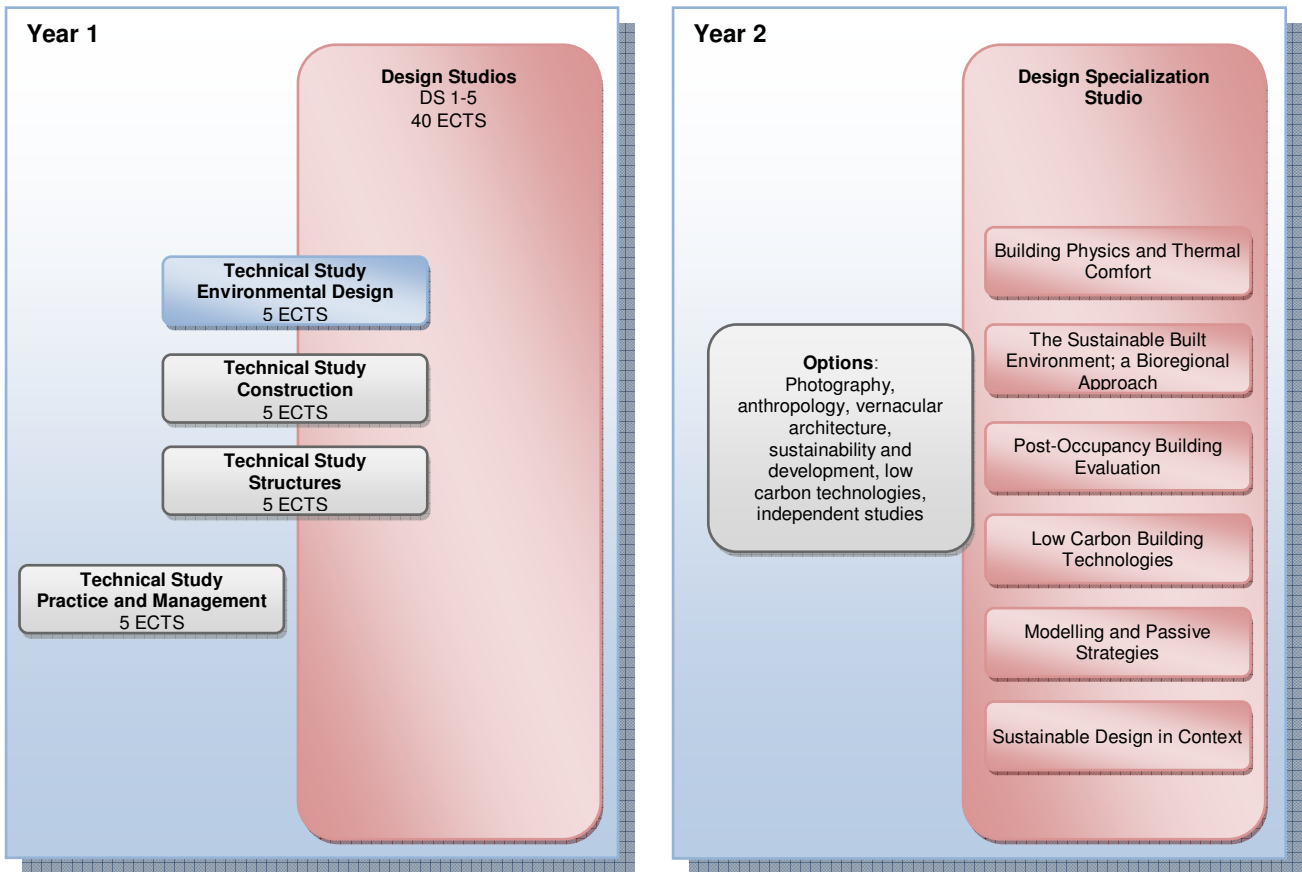 Year 1
Design Studios
DS 1-5
40 ECTS
Technical Study
Environmental Design
5 ECTS
Technical Study
Construction
5 ECTS
Technical Study
Structures
5 ECTS
Technical Study
Practice and Management
5 ECTS
Year 2
Design Specialization
Studio
Building Physics and Thermal
Comfort
The Sustainable Built
Environment; a Bioregional
Approach
Post-Occupancy Building
Evaluation
Low Carbon Building
Technologies
Modelling and Passive
Strategies
Sustainable Design in Context
Options:
Photography,
anthropology, vernacular
architecture,
sustainability and
development, low
carbon technologies,
independent studies